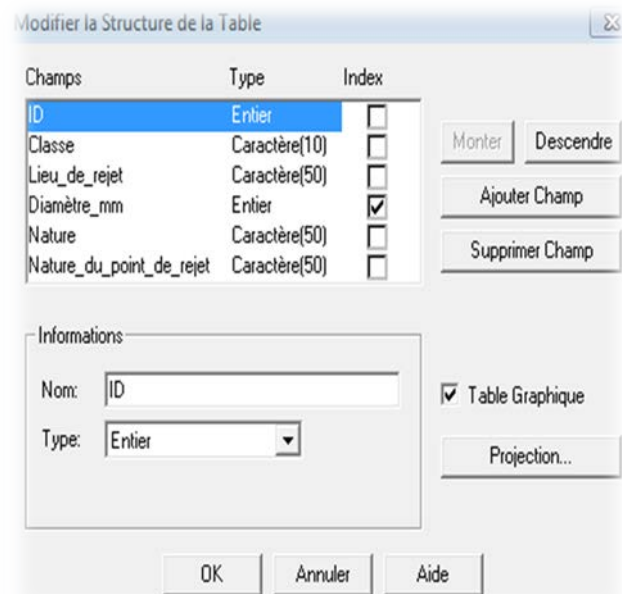 Modifier la Structure de la Table
Champs Type Index
ID Entier
Classe Caractère(10)
Lieu_de_rejet Caractère(50)
Diamètre_mm Entier
Nature Caractère(50)
Nature_du_point_de_rejet Caractère(50)
Monter Descendre
Ajouter Champ
Supprimer Champ
Informations
Nom: ID
Type: Entier
Table Graphique
Projection...
OK Annuler Aide